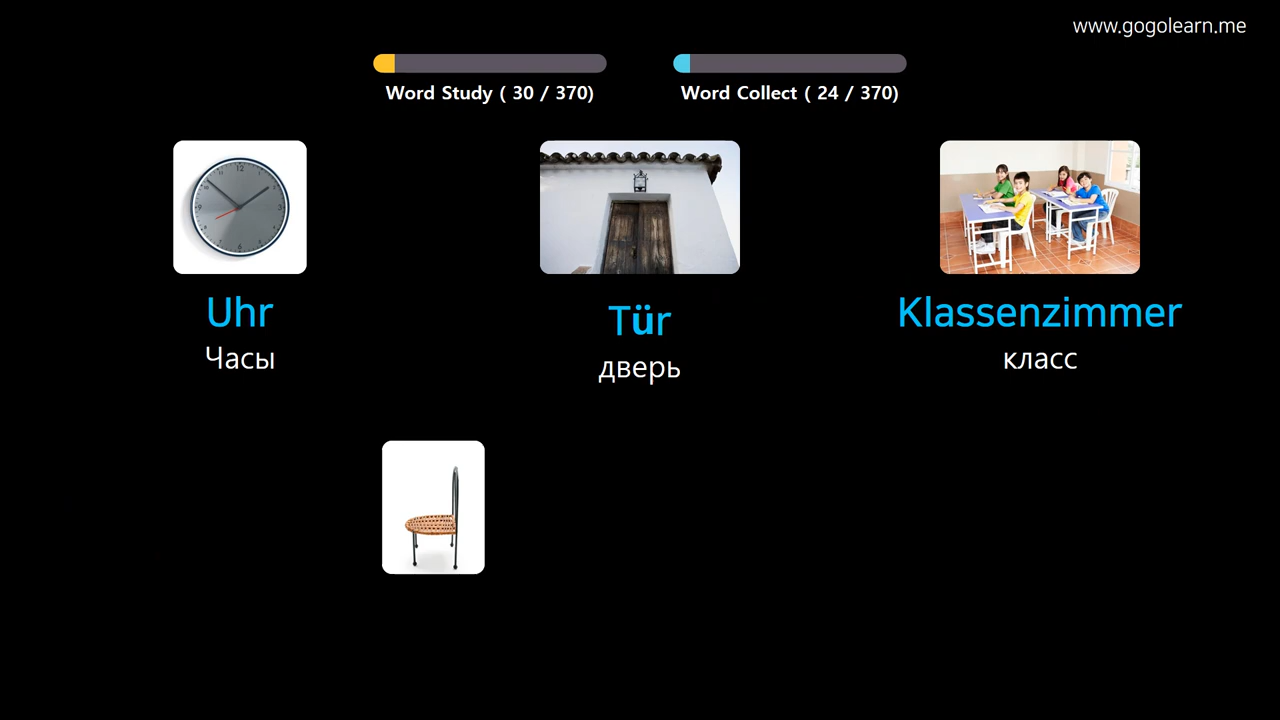 www.gogolearn.me
Word Study ( 30 / 370)
Word Collect ( 24 / 370)
Uhr
Часы
Tür
дверь
Klassenzimmer
класс